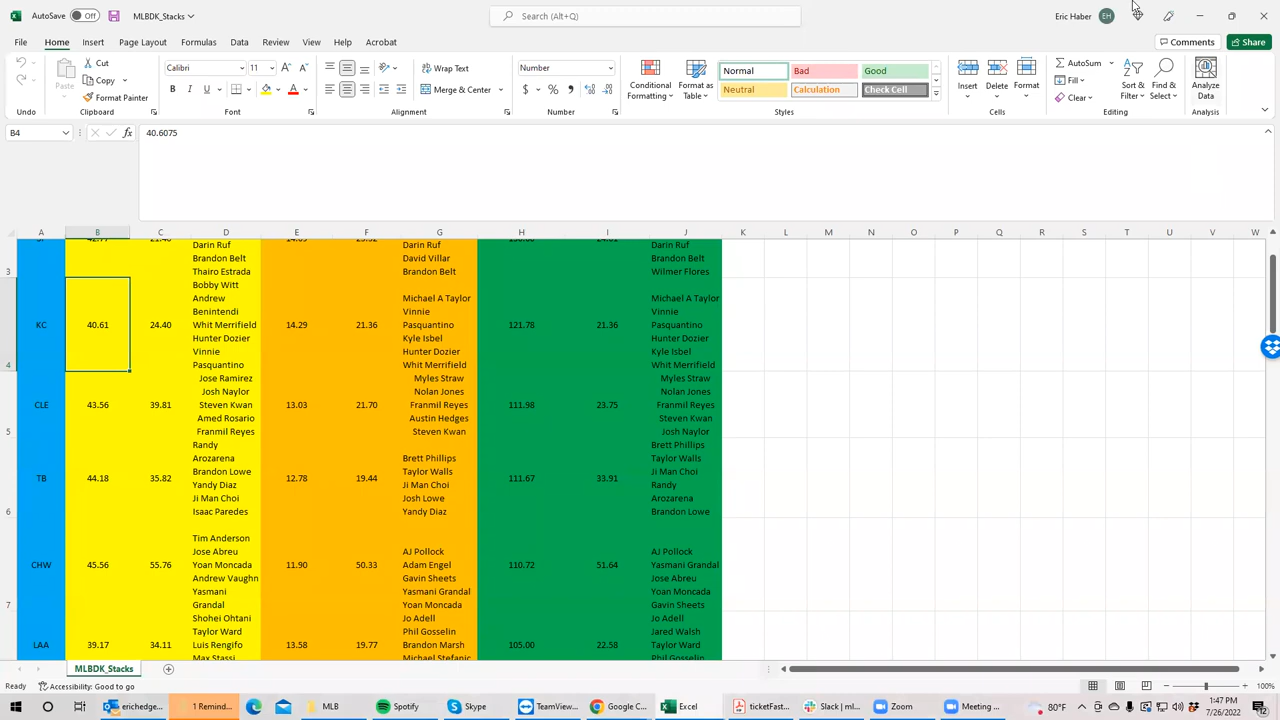 AutoSave Off MLBDK_Stacks Search (Alt+Q) Eric Haber EH
File Home Insert Page Layout Formulas Data Review View Help Acrobat Comments Share
Paste Cut Copy Format Painter Calibri 11 B I U Wrap Text Merge & Center Number $ % Conditional Formatting Format as Table Normal Bad Good Neutral Calculation Check Cell Insert Delete Format AutoSum Fill Clear Sort & Filter Find & Select Analyze Data
Undo Clipboard Font Alignment Number Styles Cells Editing Analysis
B4 fx 40.6075
A B C D E F G H I J K L M N O P Q R S T U V W
Darin Ruf Darin Ruf Darin Ruf
Brandon Belt David Villar Brandon Belt
3 Thairo Estrada Brandon Belt Wilmer Flores
Bobby Witt
Andrew Michael A Taylor Michael A Taylor
Benintendi Vinnie Vinnie
KC 40.61 24.40 Whit Merrifield 14.29 21.36 Pasquantino 121.78 21.36 Pasquantino
Hunter Dozier Kyle Isbel Hunter Dozier
Vinnie Hunter Dozier Kyle Isbel
4 Pasquantino Whit Merrifield Whit Merrifield
Jose Ramirez Myles Straw Myles Straw
Josh Naylor Nolan Jones Nolan Jones
CLE 43.56 39.81 Steven Kwan 13.03 21.70 Franmil Reyes 111.98 23.75 Franmil Reyes
Amed Rosario Austin Hedges Steven Kwan
5 Franmil Reyes Steven Kwan Josh Naylor
Randy Brett Phillips
Arozarena Brett Phillips Taylor Walls
TB 44.18 35.82 Brandon Lowe 12.78 19.44 Taylor Walls 111.67 33.91 Ji Man Choi
Yandy Diaz Ji Man Choi Randy
Ji Man Choi Josh Lowe Arozarena
6 Isaac Paredes Yandy Diaz Brandon Lowe
Tim Anderson
Jose Abreu AJ Pollock AJ Pollock
CHW 45.56 55.76 Yoan Moncada 11.90 50.33 Adam Engel 110.72 51.64 Yasmani Grandal
Andrew Vaughn Gavin Sheets Jose Abreu
Yasmani Yasmani Grandal Yoan Moncada
7 Grandal Yoan Moncada Gavin Sheets
Shohei Ohtani Jo Adell Jo Adell
Taylor Ward Phil Gosselin Jared Walsh
LAA 39.17 34.11 Luis Rengifo 13.58 19.77 Brandon Marsh 105.00 22.58 Taylor Ward
Max Stassi Michael Stefanic Phil Gosselin
MLBDK_Stacks
Ready Accessibility: Good to go 100%
erichedge... 1 Remind... MLB Spotify Skype TeamView... Google C... Excel ticketFast... Slack | ml... Zoom Meeting ... 80°F 1:47 PM
7/26/2022